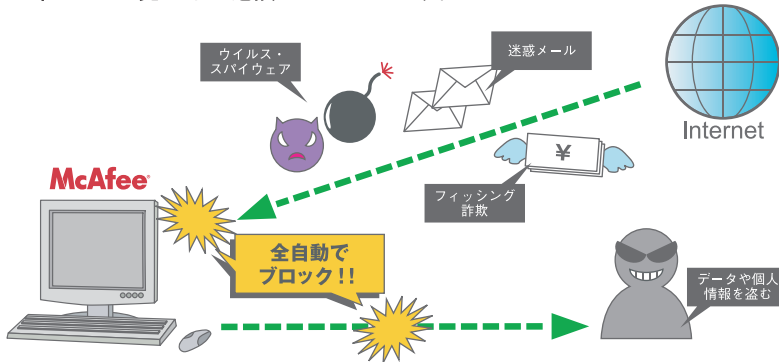 ウイルス・
スパイウェア
迷惑メール
Internet
¥
フィッシング
詐欺
McAfee
全自動で
ブロック!!
データや個人
情報を盗む